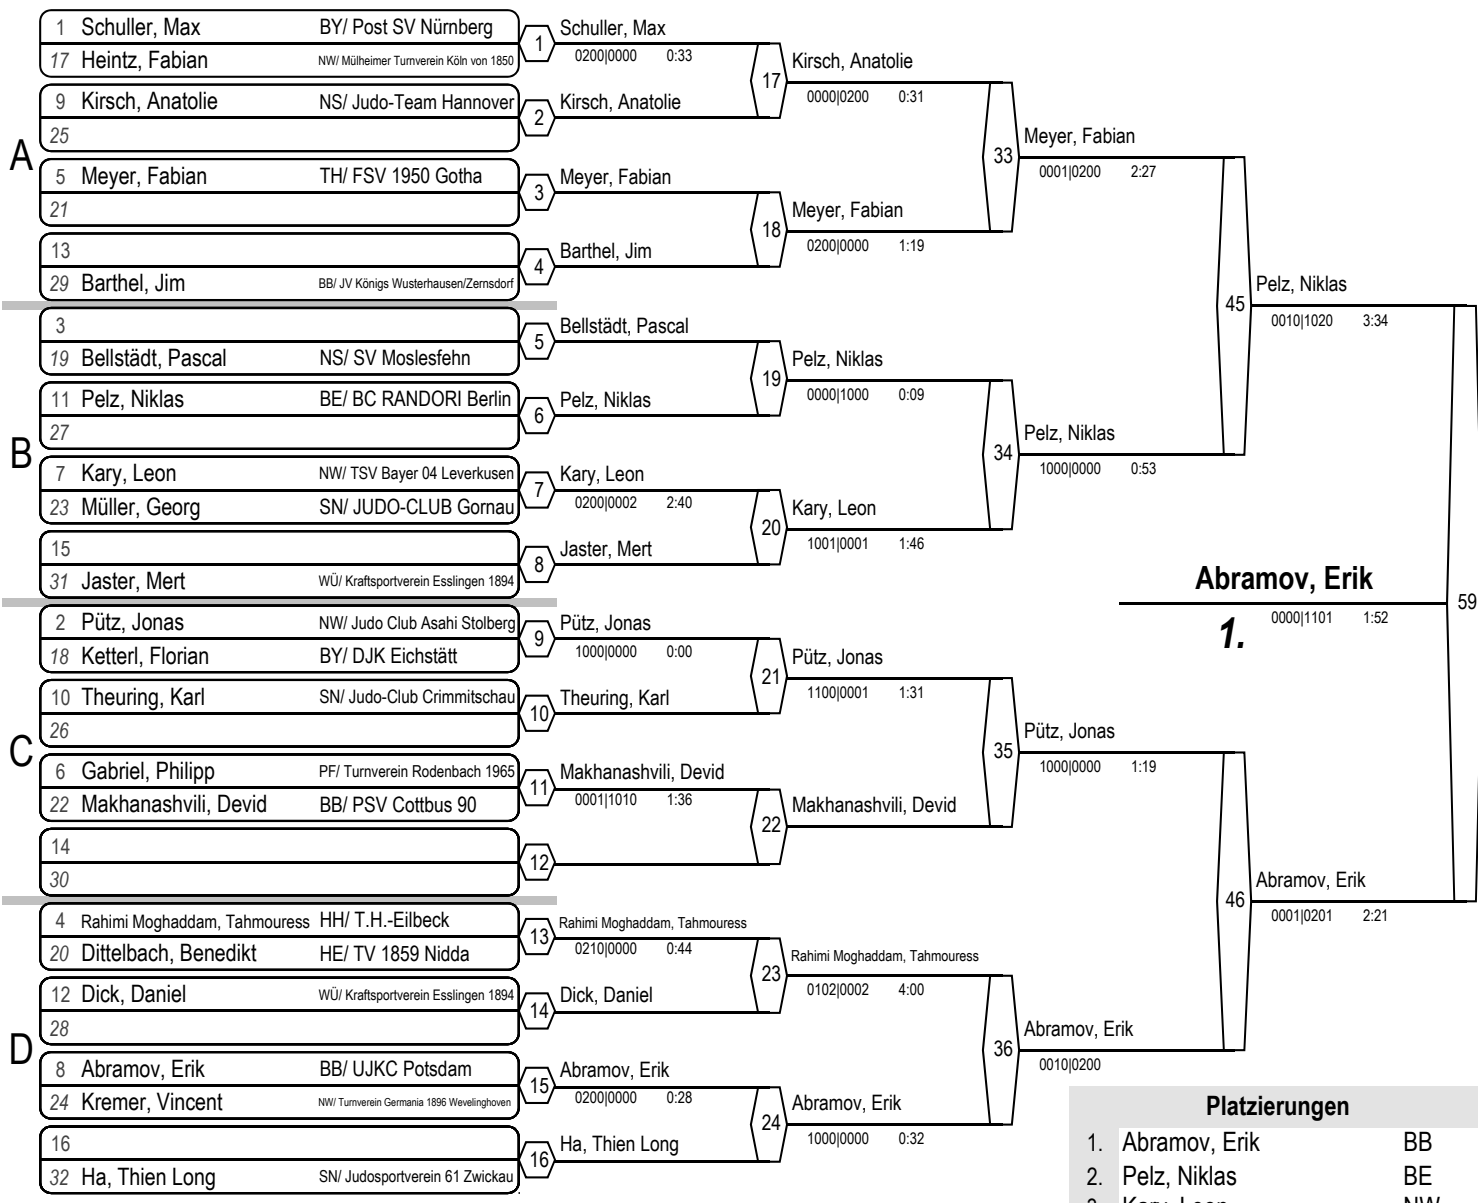 1 Schuller, Max BY/ Post SV Nürnberg
17 Heintz, Fabian NW/ Mülheimer Turnverein Köln von 1850
9 Kirsch, Anatolie NS/ Judo-Team Hannover
25
A
5 Meyer, Fabian TH/ FSV 1950 Gotha
21
13
29 Barthel, Jim BB/ JV Königs Wusterhausen/Zernsdorf
3
19 Bellstädt, Pascal NS/ SV Moslesfehn
11 Pelz, Niklas BE/ BC RANDORI Berlin
27
B
7 Kary, Leon NW/ TSV Bayer 04 Leverkusen
23 Müller, Georg SN/ JUDO-CLUB Gornau
15
31 Jaster, Mert WÜ/ Kraftsportverein Esslingen 1894
2 Pütz, Jonas NW/ Judo Club Asahi Stolberg
18 Ketterl, Florian BY/ DJK Eichstätt
10 Theuring, Karl SN/ Judo-Club Crimmitschau
26
C
6 Gabriel, Philipp PF/ Turnverein Rodenbach 1965
22 Makhanashvili, Devid BB/ PSV Cottbus 90
14
30
4 Rahimi Moghaddam, Tahmouress HH/ T.H.-Eilbeck
20 Dittelbach, Benedikt HE/ TV 1859 Nidda
12 Dick, Daniel WÜ/ Kraftsportverein Esslingen 1894
28
D
8 Abramov, Erik BB/ UJKC Potsdam
24 Kremer, Vincent NW/ Turnverein Germania 1896 Wevelinghoven
16
32 Ha, Thien Long SN/ Judosportverein 61 Zwickau
1 Schuller, Max
0200|0000 0:33
2 Kirsch, Anatolie
3 Meyer, Fabian
4 Barthel, Jim
5 Bellstädt, Pascal
6 Pelz, Niklas
7 Kary, Leon
0200|0002 2:40
8 Jaster, Mert
9 Pütz, Jonas
1000|0000 0:00
10 Theuring, Karl
11 Makhanashvili, Devid
0001|1010 1:36
12
13 Rahimi Moghaddam, Tahmouress
0210|0000 0:44
14 Dick, Daniel
15 Abramov, Erik
0200|0000 0:28
16 Ha, Thien Long
17 Kirsch, Anatolie
0000|0200 0:31
18 Meyer, Fabian
0200|0000 1:19
19 Pelz, Niklas
0000|1000 0:09
20 Kary, Leon
1001|0001 1:46
21 Pütz, Jonas
1100|0001 1:31
22 Makhanashvili, Devid
23 Rahimi Moghaddam, Tahmouress
0102|0002 4:00
24 Abramov, Erik
1000|0000 0:32
33 Meyer, Fabian
0001|0200 2:27
34 Pelz, Niklas
1000|0000 0:53
35 Pütz, Jonas
1000|0000 1:19
36 Abramov, Erik
0010|0200
45 Pelz, Niklas
0010|1020 3:34
46 Abramov, Erik
0001|0201 2:21
Abramov, Erik
59
0000|1101 1:52
1.
Platzierungen
1. Abramov, Erik BB
2. Pelz, Niklas BE
3. Kary, Leon NW